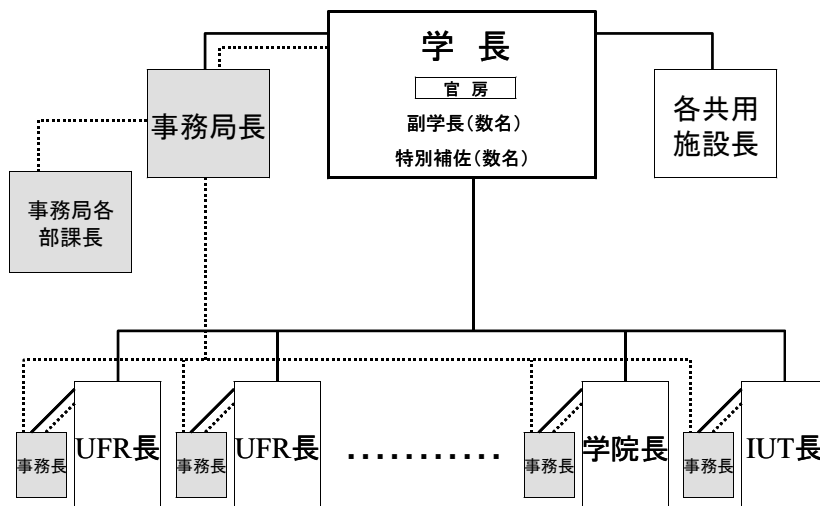 学 長
官 房
副学長(数名)
特別補佐(数名)
事務局長
各共用
施設長
事務局各
部課長
事務長
UFR長
事務長
UFR長
...........
事務長
学院長
事務長
IUT長